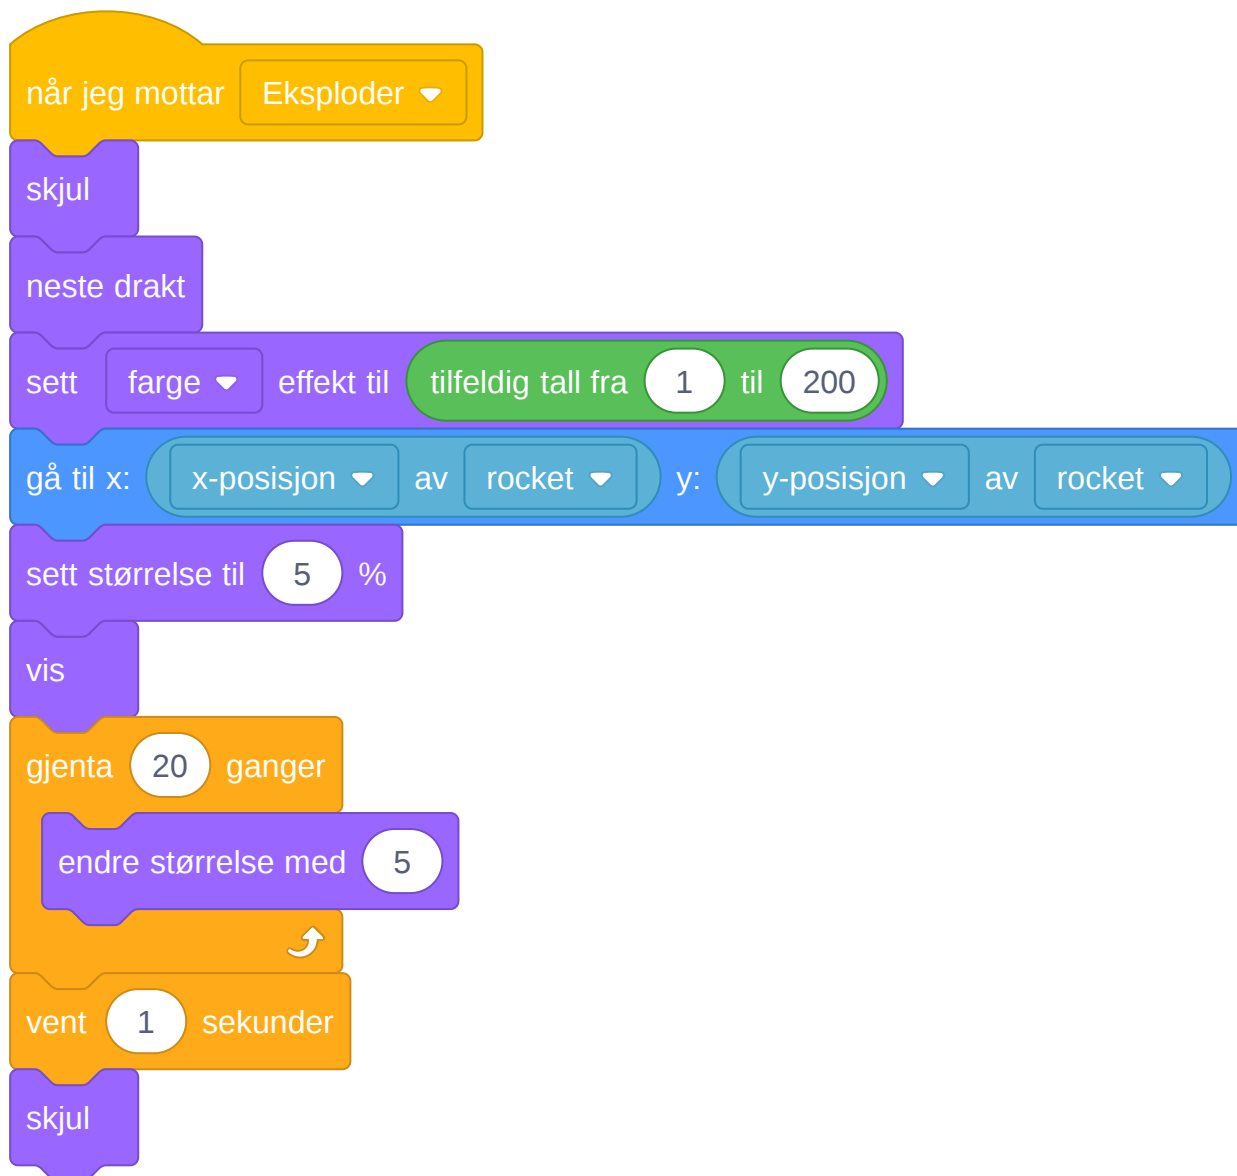 når jeg mottar Eksploder
skjul
neste drakt
sett farge effekt til tilfeldig tall fra 1 til 200
gå til x: x-posisjon av rocket y: y-posisjon av rocket
sett størrelse til 5 %
vis
gjenta 20 ganger
endre størrelse med 5
vent 1 sekunder
skjul